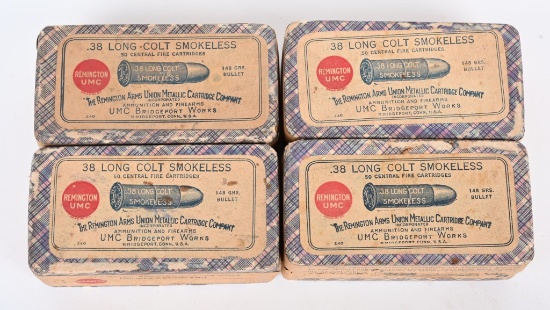 .38 LONG COLT SMOKELESS
50 CENTRAL FIRE CARTRIDGES
REMINGTON
UMC
.38 LONG COLT
SMOKELESS
148 GRS.
BULLET
THE REMINGTON ARMS UNION METALLIC CARTRIDGE COMPANY
INCORPORATED
AMMUNITION AND FIREARMS
UMC BRIDGEPORT WORKS
BRIDGEPORT, CONN., U.S.A.
.38 LONG COLT SMOKELESS
50 CENTRAL FIRE CARTRIDGES
REMINGTON
UMC
.38 LONG COLT
SMOKELESS
148 GRS.
BULLET
THE REMINGTON ARMS UNION METALLIC CARTRIDGE COMPANY
INCORPORATED
AMMUNITION AND FIREARMS
UMC BRIDGEPORT WORKS
BRIDGEPORT, CONN., U.S.A.
.38 LONG COLT SMOKELESS
50 CENTRAL FIRE CARTRIDGES
REMINGTON
UMC
.38 LONG COLT
SMOKELESS
148 GRS.
BULLET
THE REMINGTON ARMS UNION METALLIC CARTRIDGE COMPANY
INCORPORATED
AMMUNITION AND FIREARMS
UMC BRIDGEPORT WORKS
BRIDGEPORT, CONN., U.S.A.
.38 LONG COLT SMOKELESS
50 CENTRAL FIRE CARTRIDGES
REMINGTON
UMC
.38 LONG COLT
SMOKELESS
148 GRS.
BULLET
THE REMINGTON ARMS UNION METALLIC CARTRIDGE COMPANY
INCORPORATED
AMMUNITION AND FIREARMS
UMC BRIDGEPORT WORKS
BRIDGEPORT, CONN., U.S.A.